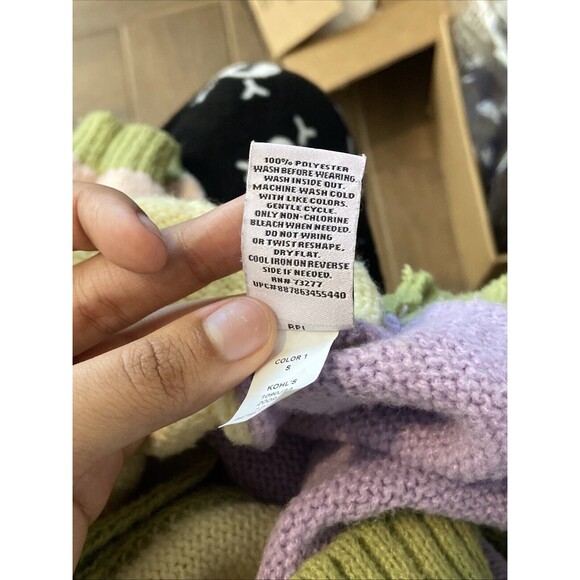 100% POLYESTER
WASH BEFORE WEARING.
WASH INSIDE OUT.
MACHINE WASH COLD
WITH LIKE COLORS.
GENTLE CYCLE.
ONLY NON-CHLORINE
BLEACH WHEN NEEDED.
DO NOT WRING
OR TWIST RESHAPE.
DRY FLAT.
COOL IRON ON REVERSE
SIDE IF NEEDED.
RN# 73277
UPC#887863455440
COLOR 1
S
KOHL'S